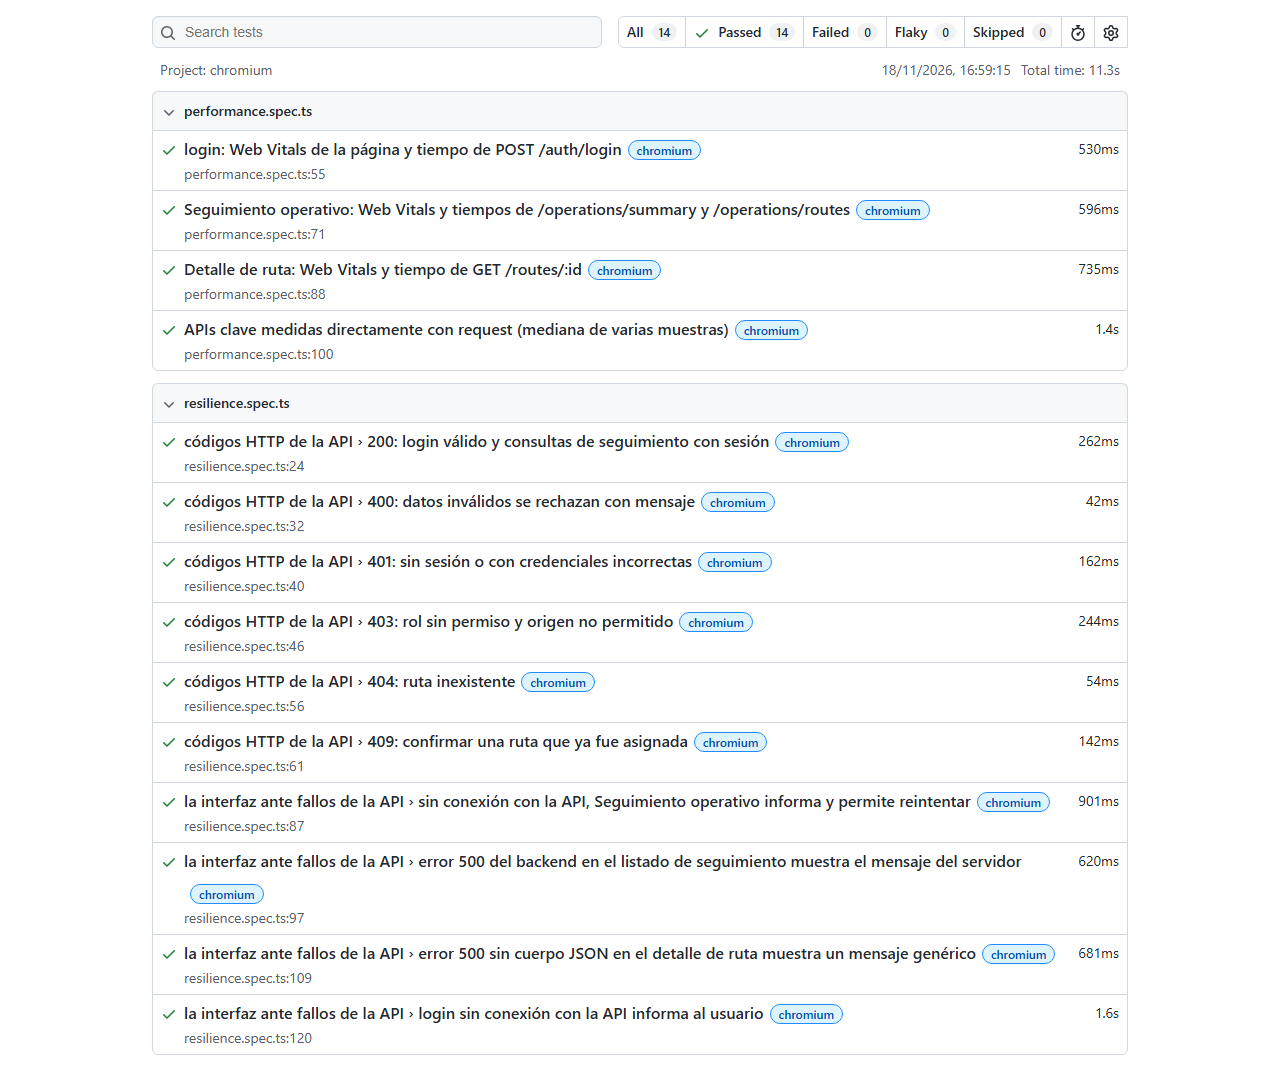 Search tests
All 14 Passed 14 Failed 0 Flaky 0 Skipped 0
Project: chromium 18/11/2026, 16:59:15 Total time: 11.3s
performance.spec.ts
login: Web Vitals de la página y tiempo de POST /auth/login chromium 530ms
performance.spec.ts:55
Seguimiento operativo: Web Vitals y tiempos de /operations/summary y /operations/routes chromium 596ms
performance.spec.ts:71
Detalle de ruta: Web Vitals y tiempo de GET /routes/:id chromium 735ms
performance.spec.ts:88
APIs clave medidas directamente con request (mediana de varias muestras) chromium 1.4s
performance.spec.ts:100
resilience.spec.ts
códigos HTTP de la API › 200: login válido y consultas de seguimiento con sesión chromium 262ms
resilience.spec.ts:24
códigos HTTP de la API › 400: datos inválidos se rechazan con mensaje chromium 42ms
resilience.spec.ts:32
códigos HTTP de la API › 401: sin sesión o con credenciales incorrectas chromium 162ms
resilience.spec.ts:40
códigos HTTP de la API › 403: rol sin permiso y origen no permitido chromium 244ms
resilience.spec.ts:46
códigos HTTP de la API › 404: ruta inexistente chromium 54ms
resilience.spec.ts:56
códigos HTTP de la API › 409: confirmar una ruta que ya fue asignada chromium 142ms
resilience.spec.ts:61
la interfaz ante fallos de la API › sin conexión con la API, Seguimiento operativo informa y permite reintentar chromium 901ms
resilience.spec.ts:87
la interfaz ante fallos de la API › error 500 del backend en el listado de seguimiento muestra el mensaje del servidor 620ms
chromium
resilience.spec.ts:97
la interfaz ante fallos de la API › error 500 sin cuerpo JSON en el detalle de ruta muestra un mensaje genérico chromium 681ms
resilience.spec.ts:109
la interfaz ante fallos de la API › login sin conexión con la API informa al usuario chromium 1.6s
resilience.spec.ts:120